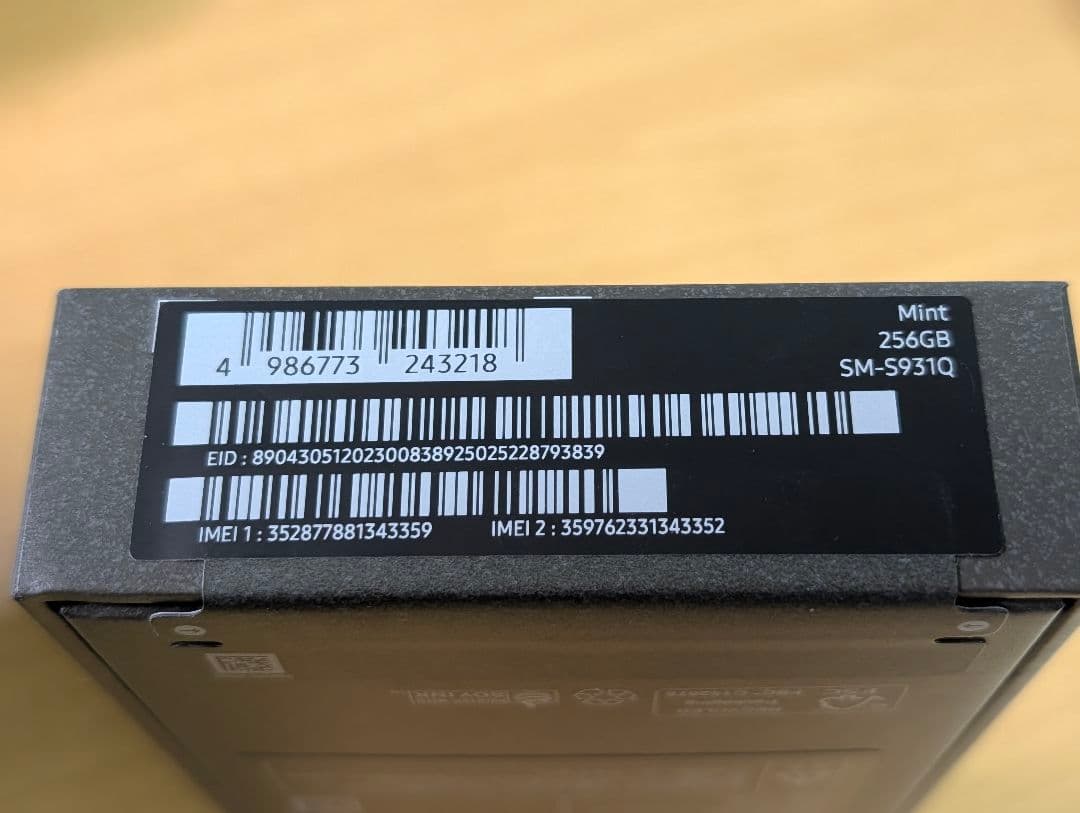 Mint
256GB
SM-S931Q
4 986773 243218
EID : 89043051202300838925025228793839
IMEI 1 : 352877881343359 IMEI 2 : 359762331343352